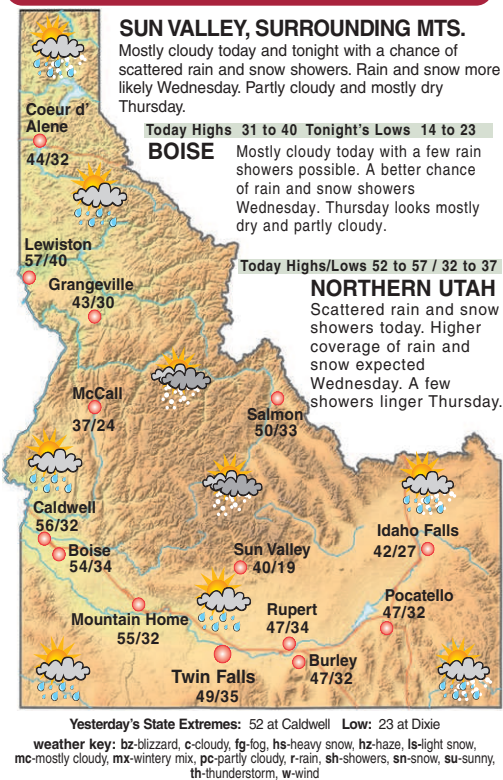 SUN VALLEY, SURROUNDING MTS.
Mostly cloudy today and tonight with a chance of
scattered rain and snow showers. Rain and snow more
likely Wednesday. Partly cloudy and mostly dry
Thursday.
Today Highs 31 to 40 Tonight's Lows 14 to 23
BOISE
Mostly cloudy today with a few rain
showers possible. A better chance
of rain and snow showers
Wednesday. Thursday looks mostly
dry and partly cloudy.
Today Highs/Lows 52 to 57 / 32 to 37
NORTHERN UTAH
Scattered rain and snow
showers today. Higher
coverage of rain and
snow expected
Wednesday. A few
showers linger Thursday.
Coeur d'
Alene
44/32
Lewiston
57/40
Grangeville
43/30
McCall
37/24
Salmon
50/33
Caldwell
56/32
Boise
54/34
Sun Valley
40/19
Idaho Falls
42/27
Mountain Home
55/32
Rupert
47/34
Pocatello
47/32
Twin Falls
49/35
Burley
47/32
Yesterday's State Extremes: 52 at Caldwell Low: 23 at Dixie
weather key: bz-blizzard, c-cloudy, fg-fog, hs-heavy snow, hz-haze, ls-light snow,
mc-mostly cloudy, mx-wintery mix, pc-partly cloudy, r-rain, sh-showers, sn-snow, su-sunny,
th-thunderstorm, w-wind